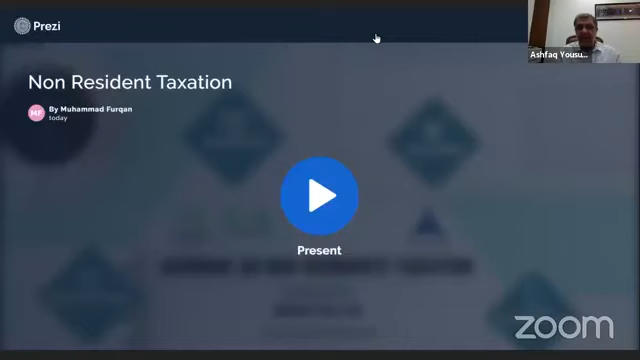 Prezi
Ashfaq Yousu...
Non Resident Taxation
MF
By Muhammad Furqan
today
Present
zoom